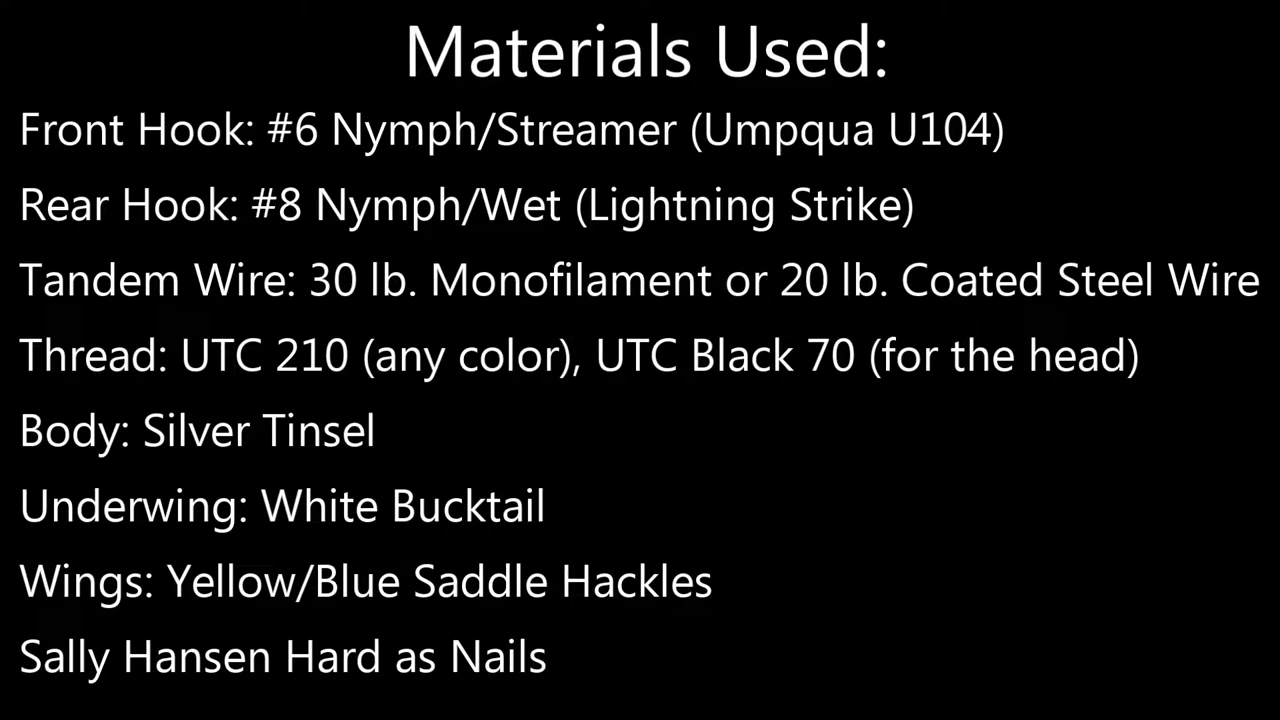 Materials Used:
Front Hook: #6 Nymph/Streamer (Umpqua U104)
Rear Hook: #8 Nymph/Wet (Lightning Strike)
Tandem Wire: 30 lb. Monofilament or 20 lb. Coated Steel Wire
Thread: UTC 210 (any color), UTC Black 70 (for the head)
Body: Silver Tinsel
Underwing: White Bucktail
Wings: Yellow/Blue Saddle Hackles
Sally Hansen Hard as Nails